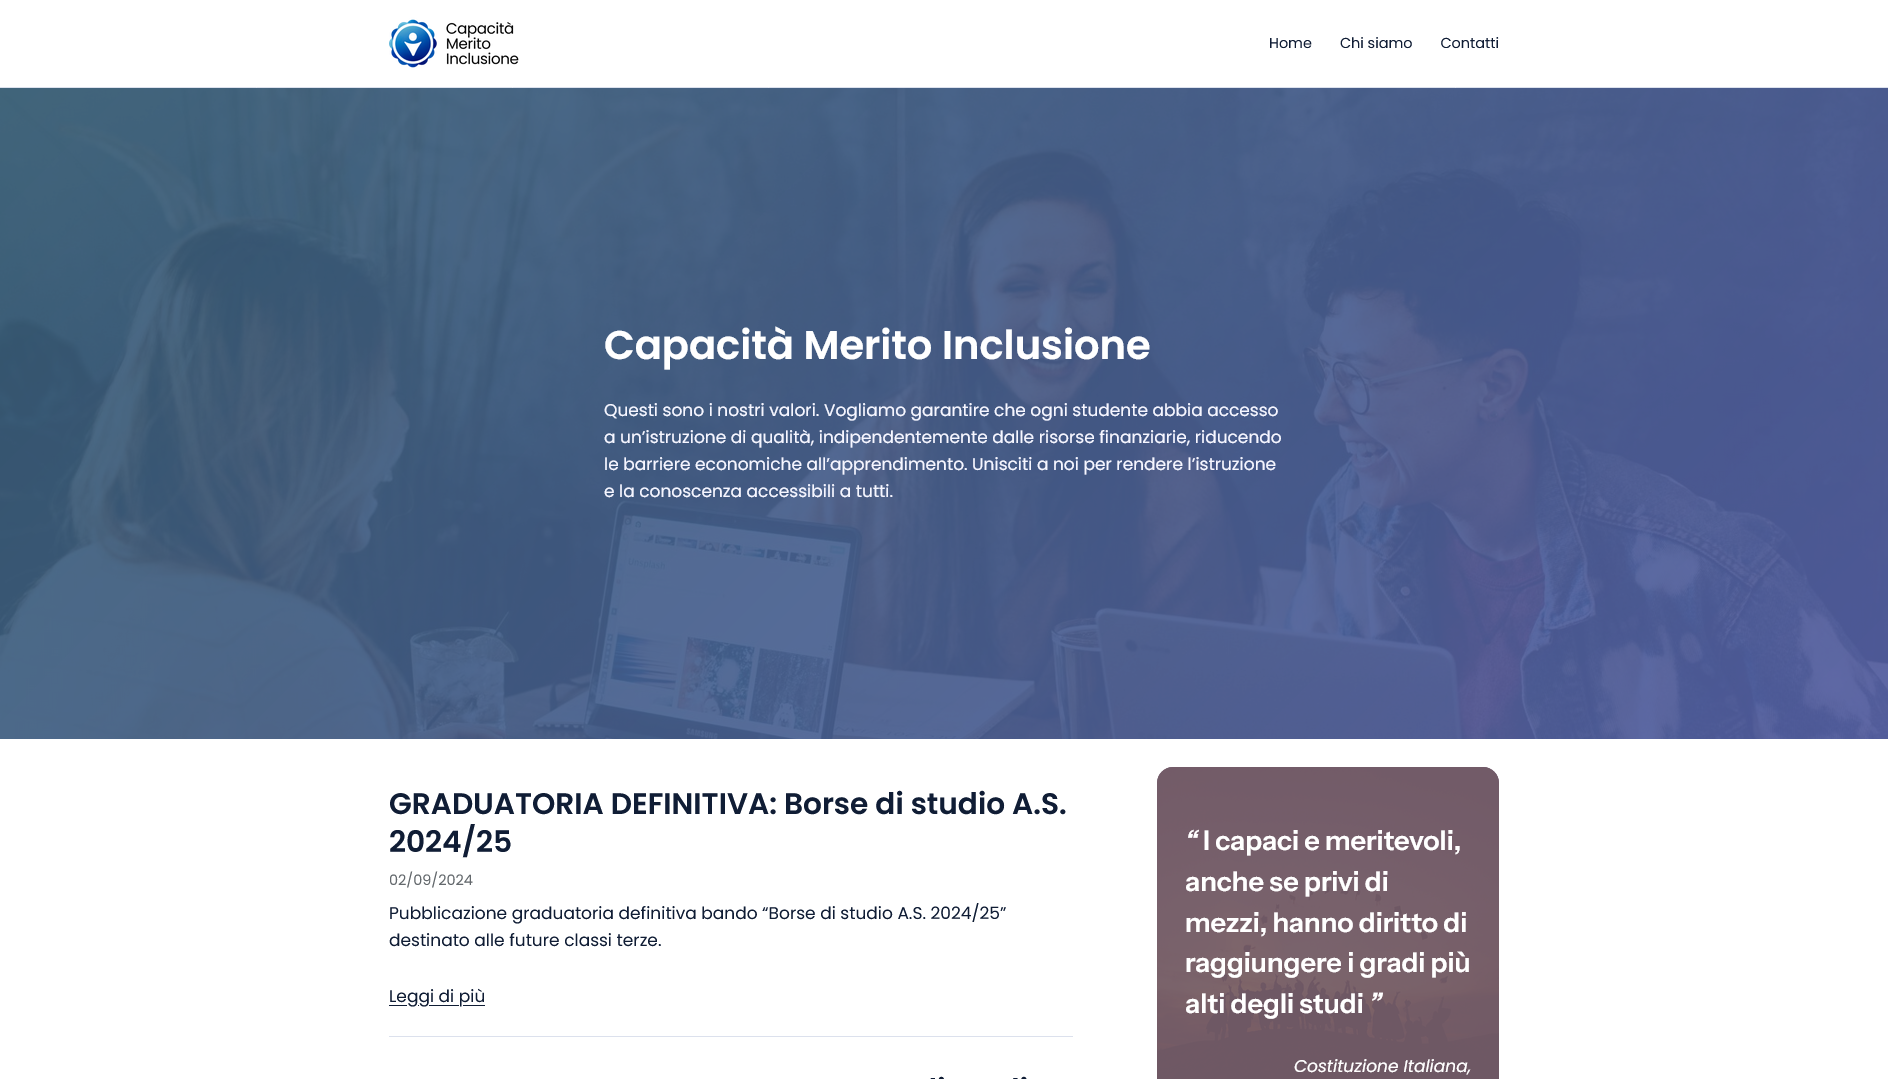 Capacità
Merito
Inclusione
Home
Chi siamo
Contatti
Capacità Merito Inclusione
Questi sono i nostri valori. Vogliamo garantire che ogni studente abbia accesso
a un’istruzione di qualità, indipendentemente dalle risorse finanziarie, riducendo
le barriere economiche all’apprendimento. Unisciti a noi per rendere l’istruzione
e la conoscenza accessibili a tutti.
GRADUATORIA DEFINITIVA: Borse di studio A.S.
2024/25
02/09/2024
Pubblicazione graduatoria definitiva bando “Borse di studio A.S. 2024/25”
destinato alle future classi terze.
Leggi di più
“ I capaci e meritevoli,
anche se privi di
mezzi, hanno diritto di
raggiungere i gradi più
alti degli studi ”
Costituzione Italiana,